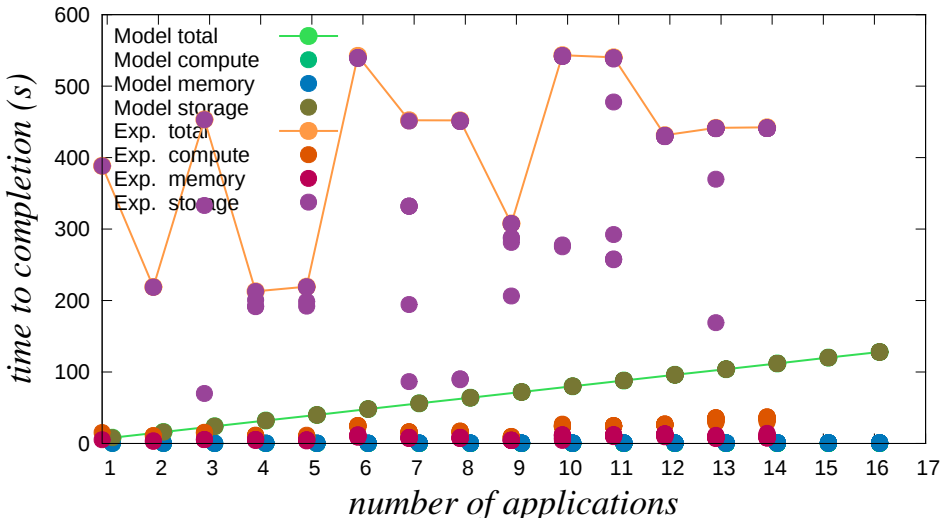 600
500
400
300
200
100
0
time to completion (s)
Model total
Model compute
Model memory
Model storage
Exp. total
Exp. compute
Exp. memory
Exp. storage
1 2 3 4 5 6 7 8 9 10 11 12 13 14 15 16 17
number of applications